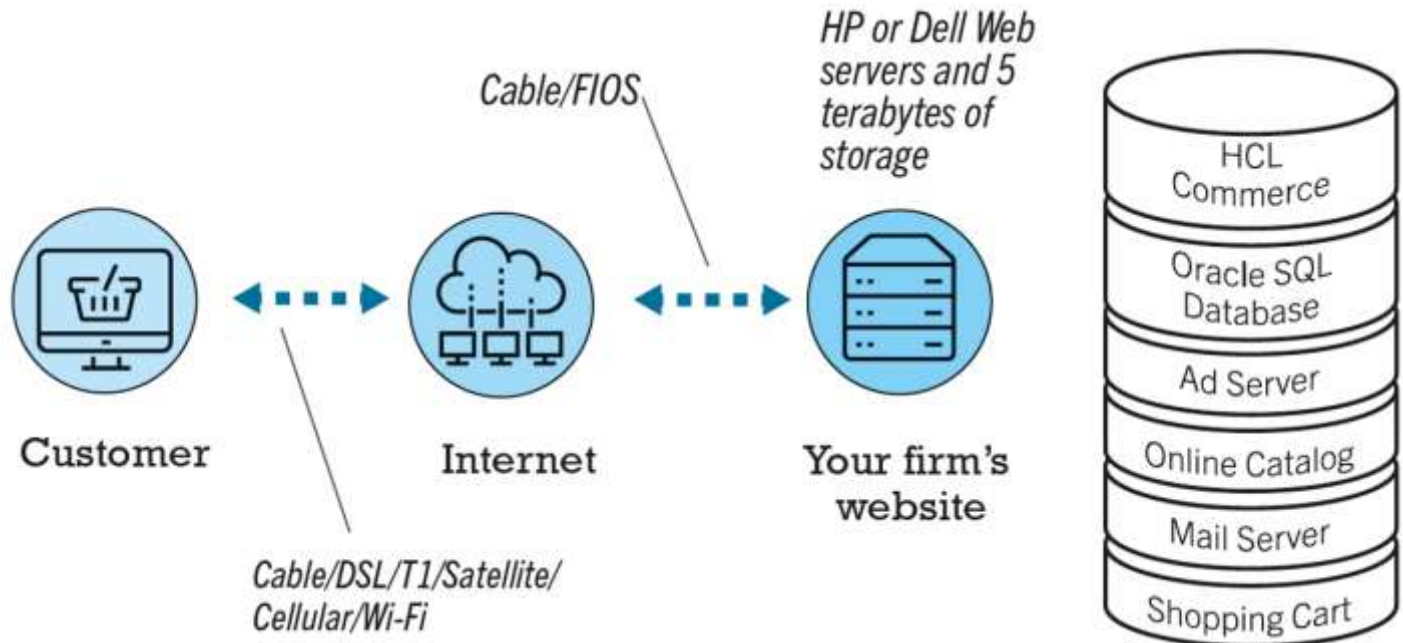 HP or Dell Web
servers and 5
terabytes of
storage
Cable/FIOS
HCL
Commerce
Oracle SQL
Database
Ad Server
Online Catalog
Mail Server
Shopping Cart
Customer
Internet
Your firm's
website
Cable/DSL/T1/Satellite/
Cellular/Wi-Fi